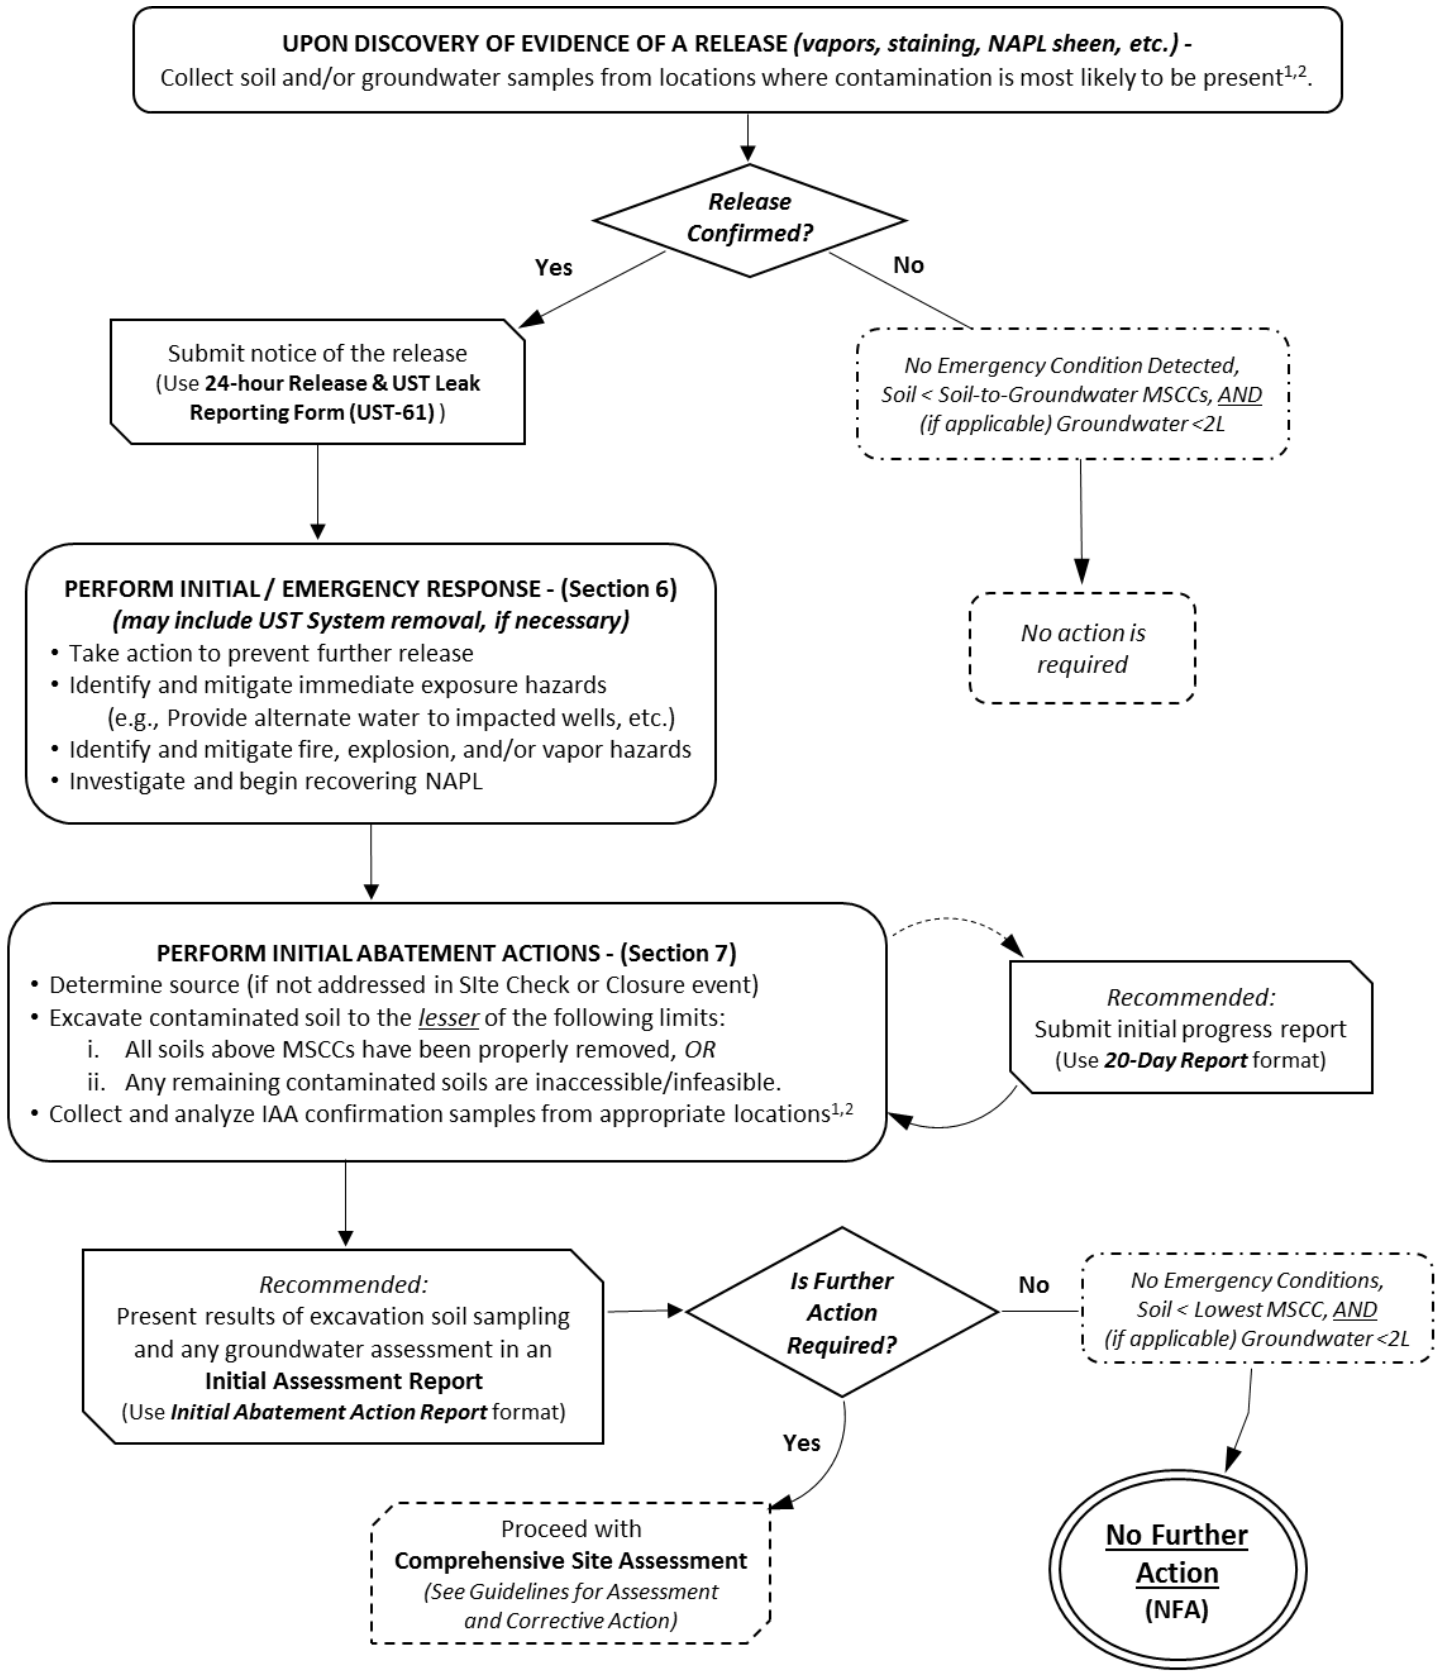 UPON DISCOVERY OF EVIDENCE OF A RELEASE (vapors, staining, NAPL sheen, etc.) -
Collect soil and/or groundwater samples from locations where contamination is most likely to be present1,2.
Release
Confirmed?
Yes
No
Submit notice of the release
(Use 24-hour Release & UST Leak
Reporting Form (UST-61) )
No Emergency Condition Detected,
Soil < Soil-to-Groundwater MSCCs, AND
(if applicable) Groundwater <2L
PERFORM INITIAL / EMERGENCY RESPONSE - (Section 6)
(may include UST System removal, if necessary)
• Take action to prevent further release
• Identify and mitigate immediate exposure hazards
(e.g., Provide alternate water to impacted wells, etc.)
• Identify and mitigate fire, explosion, and/or vapor hazards
• Investigate and begin recovering NAPL
No action is
required
PERFORM INITIAL ABATEMENT ACTIONS - (Section 7)
• Determine source (if not addressed in SIte Check or Closure event)
• Excavate contaminated soil to the lesser of the following limits:
i. All soils above MSCCs have been properly removed, OR
ii. Any remaining contaminated soils are inaccessible/infeasible.
• Collect and analyze IAA confirmation samples from appropriate locations1,2
Recommended:
Submit initial progress report
(Use 20-Day Report format)
Recommended:
Present results of excavation soil sampling
and any groundwater assessment in an
Initial Assessment Report
(Use Initial Abatement Action Report format)
Is Further
Action
Required?
No
No Emergency Conditions,
Soil < Lowest MSCC, AND
(if applicable) Groundwater <2L
Yes
Proceed with
Comprehensive Site Assessment
(See Guidelines for Assessment
and Corrective Action)
No Further
Action
(NFA)